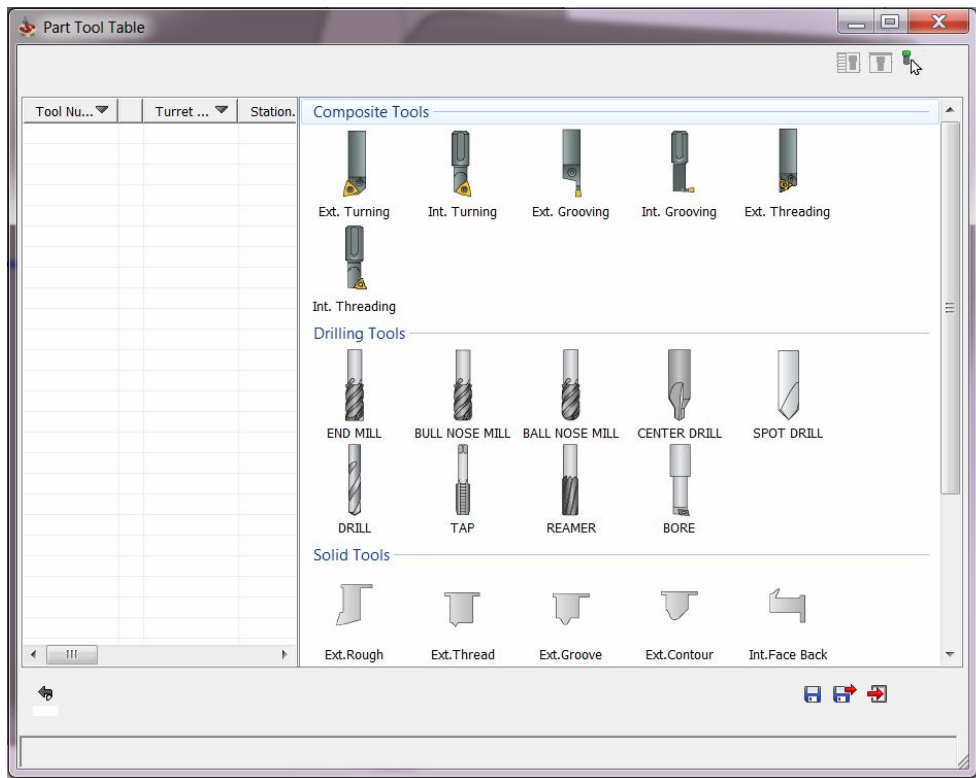 Part Tool Table
Tool Nu... Turret ... Station.
Composite Tools
Ext. Turning Int. Turning Ext. Grooving Int. Grooving Ext. Threading
Int. Threading
Drilling Tools
END MILL BULL NOSE MILL BALL NOSE MILL CENTER DRILL SPOT DRILL
DRILL TAP REAMER BORE
Solid Tools
Ext.Rough Ext.Thread Ext.Groove Ext.Contour Int.Face Back